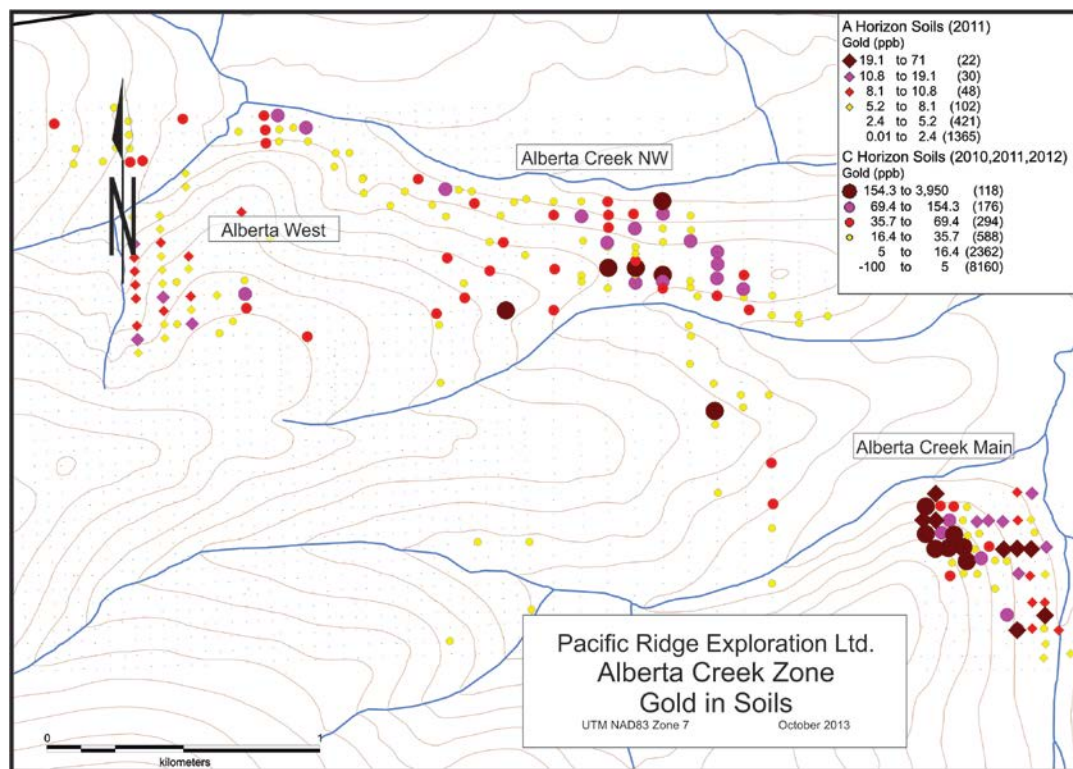 A Horizon Soils (2011)
Gold (ppb)
19.1 to 71 (22)
10.8 to 19.1 (30)
8.1 to 10.8 (48)
5.2 to 8.1 (102)
2.4 to 5.2 (421)
0.01 to 2.4 (1365)
C Horizon Soils (2010,2011,2012)
Gold (ppb)
154.3 to 3,950 (118)
69.4 to 154.3 (176)
35.7 to 69.4 (294)
16.4 to 35.7 (588)
5 to 16.4 (2362)
-100 to 5 (8160)
Alberta Creek NW
N
Alberta West
Alberta Creek Main
Pacific Ridge Exploration Ltd.
Alberta Creek Zone
Gold in Soils
UTM NAD83 Zone 7 October 2013
0 1
kilometers